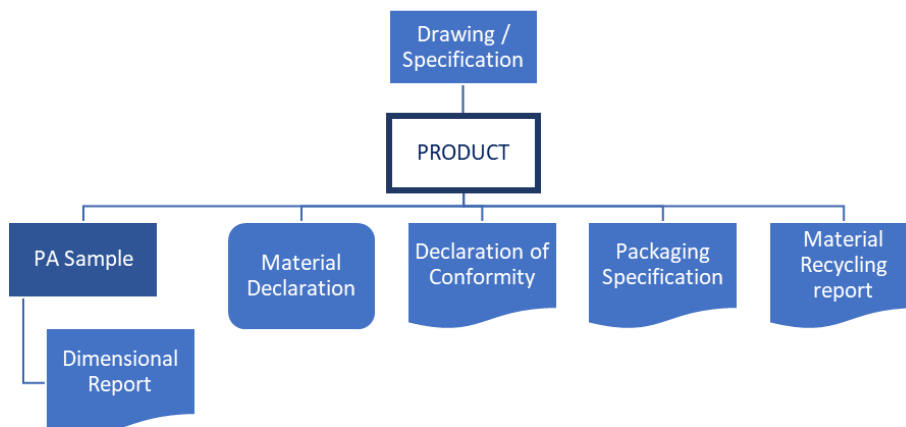 Drawing /
Specification
PRODUCT
PA Sample
Material
Declaration
Declaration of
Conformity
Packaging
Specification
Material
Recycling
report
Dimensional
Report